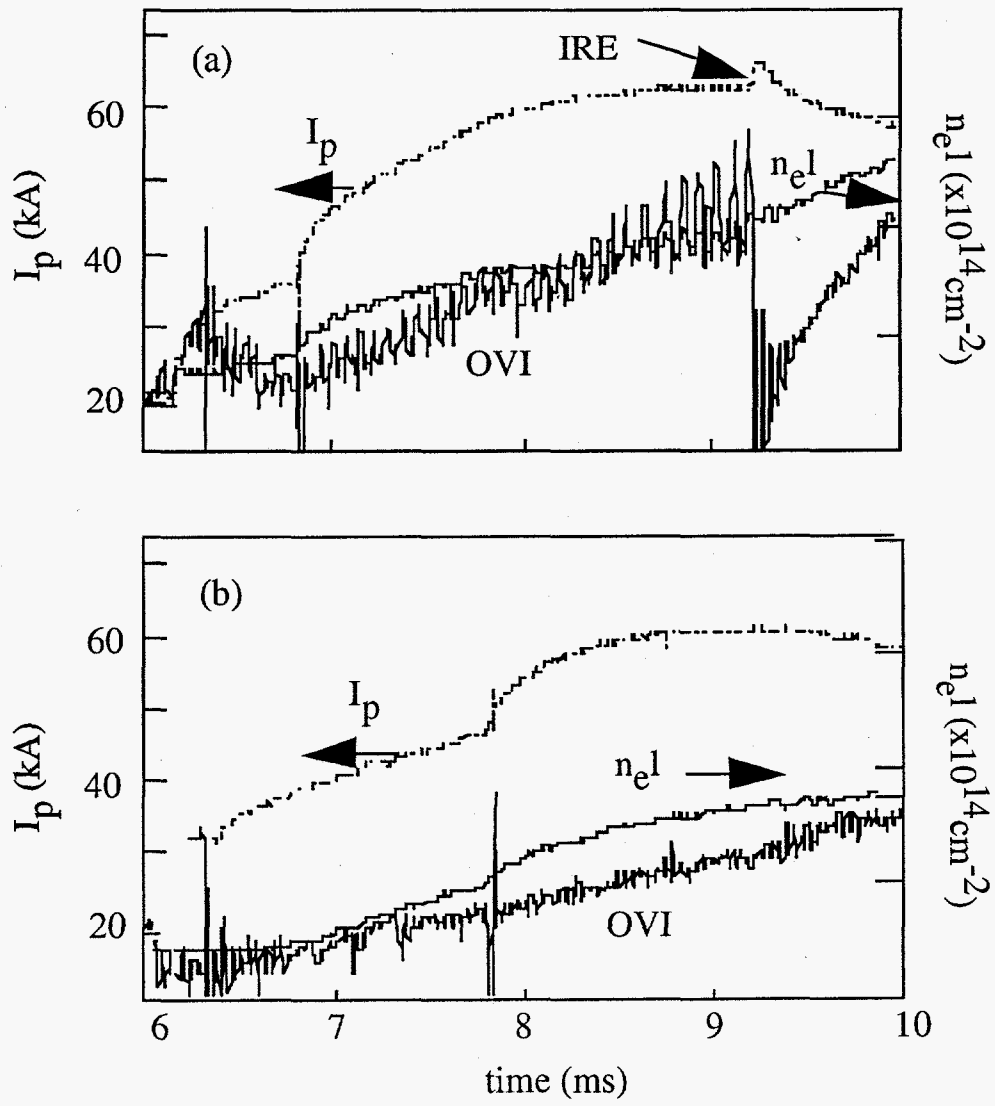 (a)
IRE
60
40
20
I_p (kA)
I_p
n_e l
OVI
n_e l (x10^14 cm^-2)
(b)
60
40
20
I_p (kA)
I_p
n_e l
OVI
n_e l (x10^14 cm^-2)
6 7 8 9 10
time (ms)